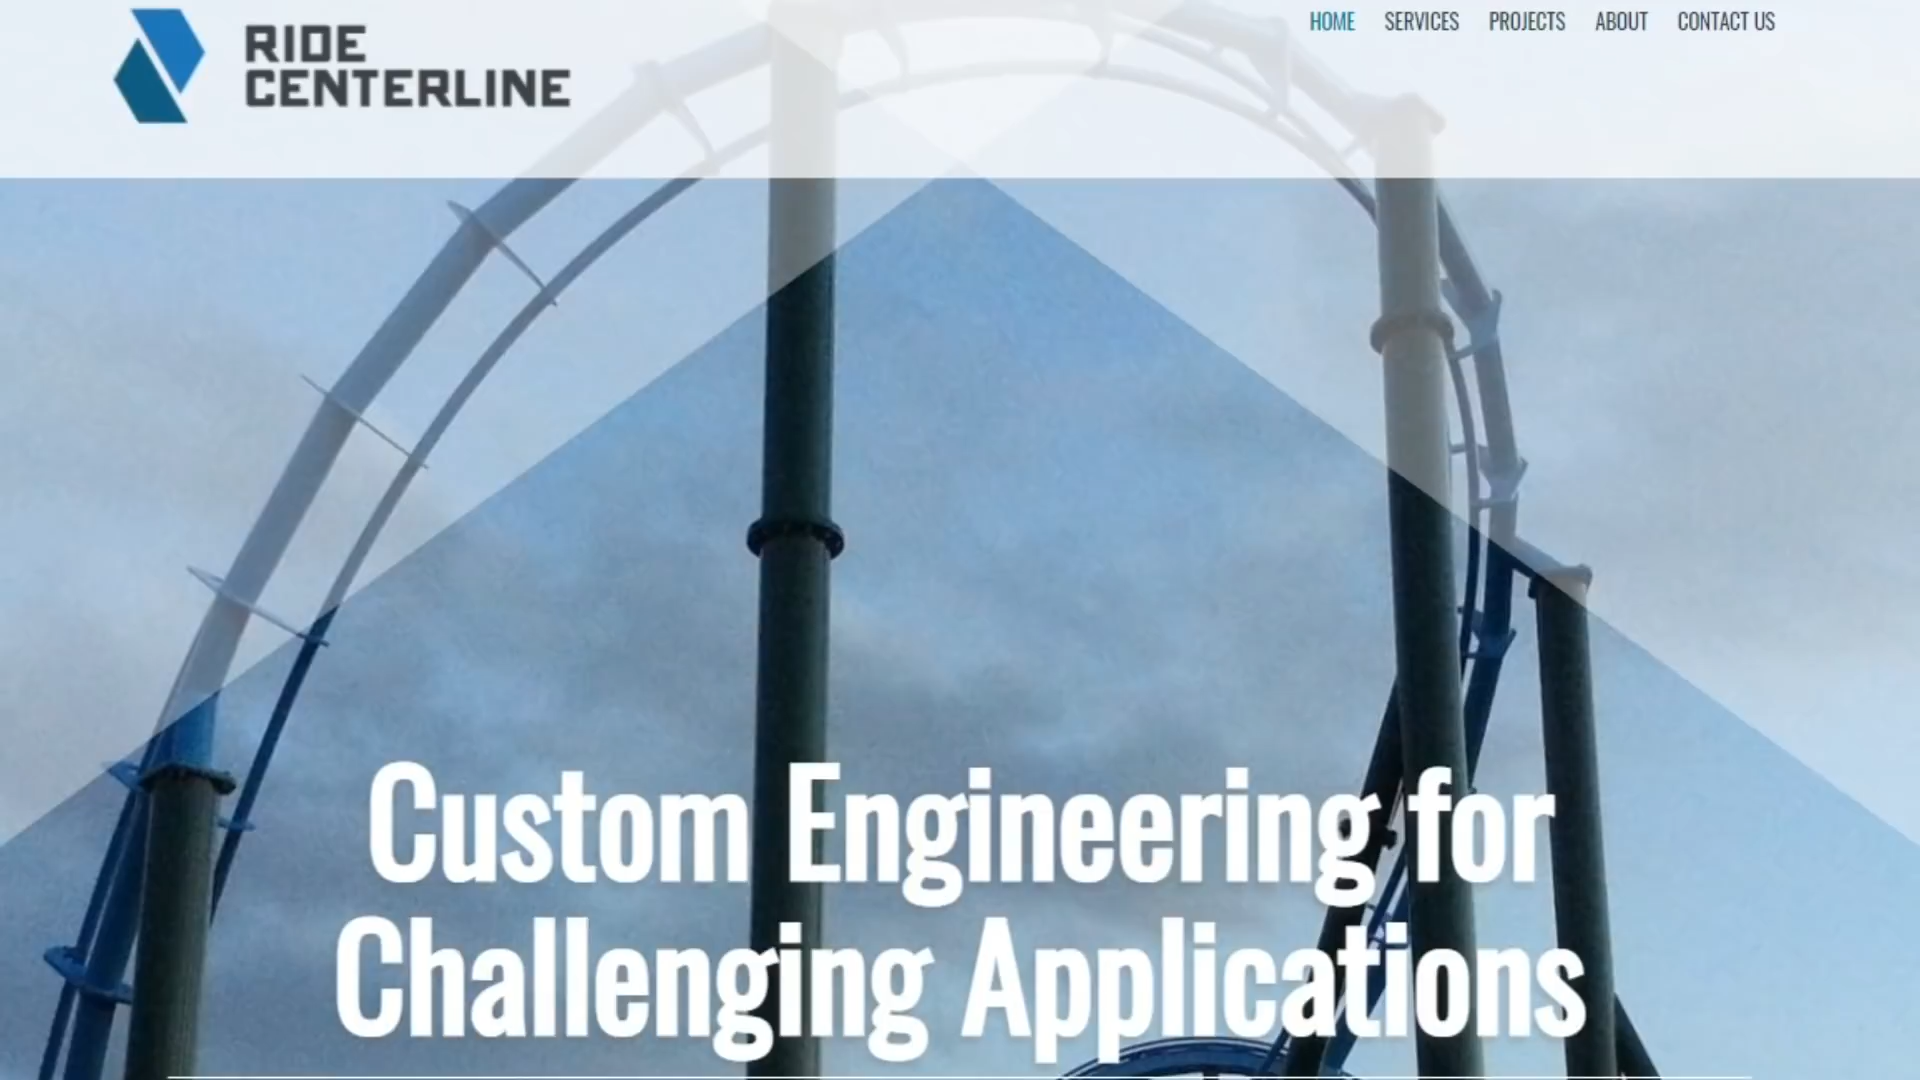 RIDE
CENTERLINE
HOME SERVICES PROJECTS ABOUT CONTACT US
Custom Engineering for
Challenging Applications